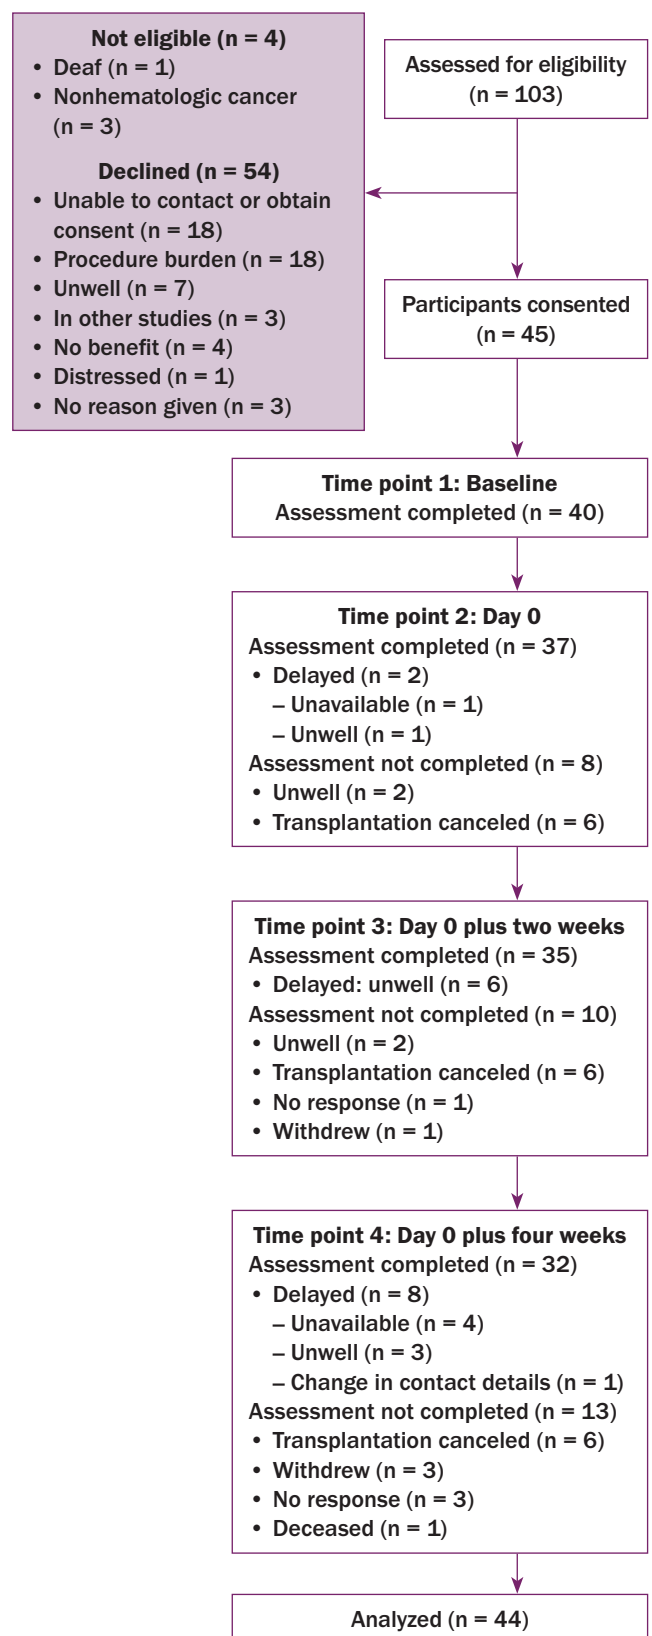 Not eligible (n = 4)
• Deaf (n = 1)
• Nonhematologic cancer
(n = 3)
Declined (n = 54)
• Unable to contact or obtain
consent (n = 18)
• Procedure burden (n = 18)
• Unwell (n = 7)
• In other studies (n = 3)
• No benefit (n = 4)
• Distressed (n = 1)
• No reason given (n = 3)
Assessed for eligibility
(n = 103)
Participants consented
(n = 45)
Time point 1: Baseline
Assessment completed (n = 40)
Time point 2: Day 0
Assessment completed (n = 37)
• Delayed (n = 2)
– Unavailable (n = 1)
– Unwell (n = 1)
Assessment not completed (n = 8)
• Unwell (n = 2)
• Transplantation canceled (n = 6)
Time point 3: Day 0 plus two weeks
Assessment completed (n = 35)
• Delayed: unwell (n = 6)
Assessment not completed (n = 10)
• Unwell (n = 2)
• Transplantation canceled (n = 6)
• No response (n = 1)
• Withdrew (n = 1)
Time point 4: Day 0 plus four weeks
Assessment completed (n = 32)
• Delayed (n = 8)
– Unavailable (n = 4)
– Unwell (n = 3)
– Change in contact details (n = 1)
Assessment not completed (n = 13)
• Transplantation canceled (n = 6)
• Withdrew (n = 3)
• No response (n = 3)
• Deceased (n = 1)
Analyzed (n = 44)